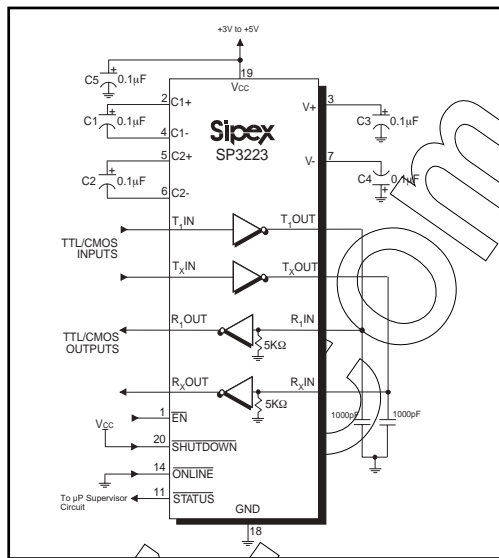 +3V to +5V
19
VCC
C5
+
0.1µF
2
C1+
C1
+
0.1µF
4
C1-
5
C2+
C2
+
0.1µF
6
C2-
Sipex
SP3223
3
V+
C3
+
0.1µF
7
V-
C4
+
0.1µF
TTL/CMOS
INPUTS
T1IN
T1OUT
TXIN
TXOUT
TTL/CMOS
OUTPUTS
R1OUT
R1IN
5KΩ
RXOUT
RXIN
5KΩ
1000pF
1000pF
1
EN
VCC
20
SHUTDOWN
14
ONLINE
To µP Supervisor
Circuit
11
STATUS
GND
18
com